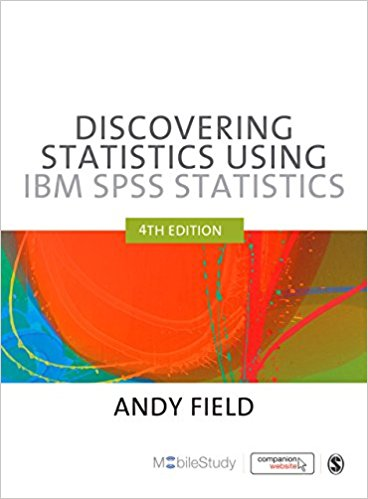 DISCOVERING
STATISTICS USING
IBM SPSS STATISTICS
4TH EDITION
ANDY FIELD
MobileStudy
companion
website
S